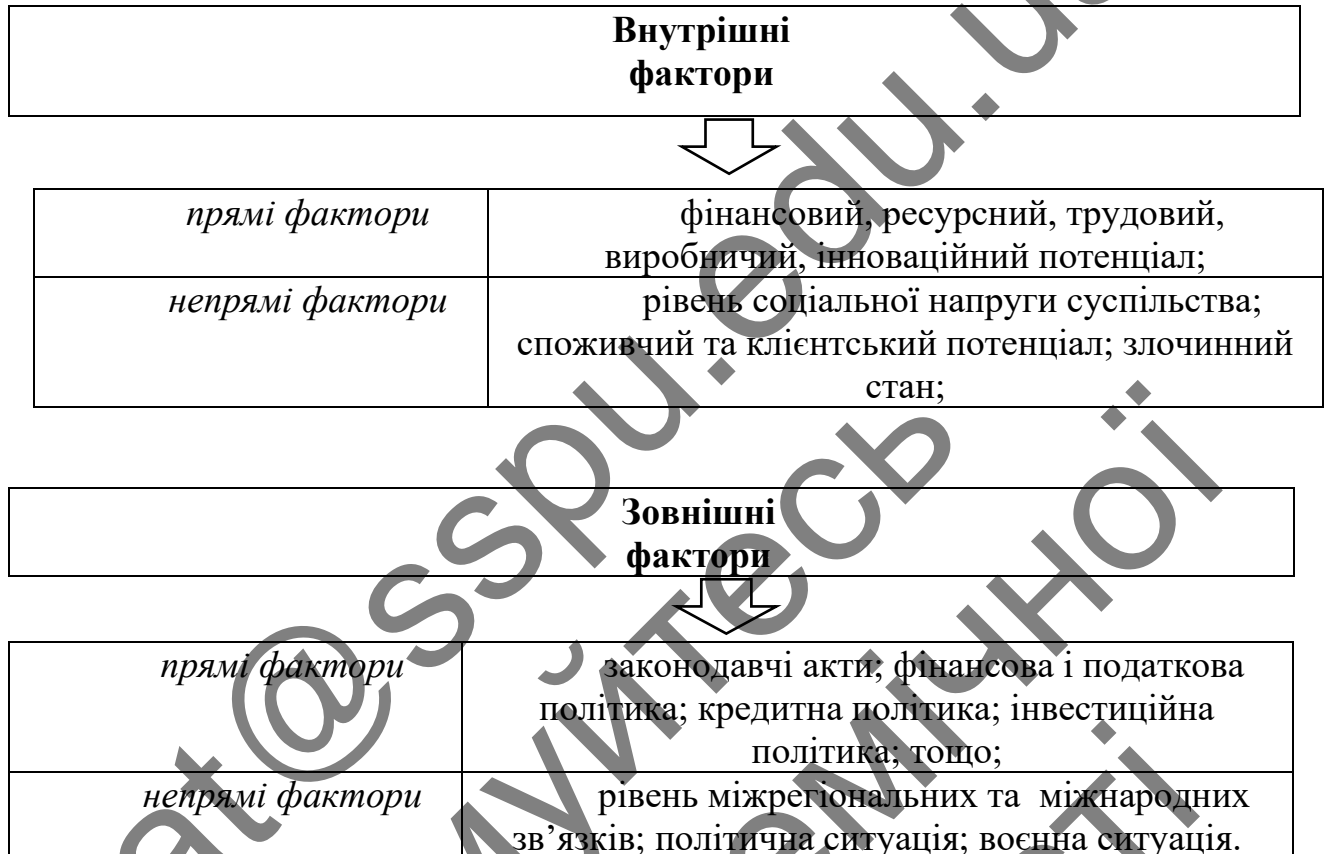 Внутрішні
фактори
прямі фактори
фінансовий, ресурсний, трудовий,
виробничий, інноваційний потенціал;
непрямі фактори
рівень соціальної напруги суспільства;
споживчий та клієнтський потенціал; злочинний
стан;
Зовнішні
фактори
прямі фактори
законодавчі акти; фінансова і податкова
політика; кредитна політика; інвестиційна
політика; тощо;
непрямі фактори
рівень міжрегіональних та міжнародних
зв’язків; політична ситуація; воєнна ситуація.